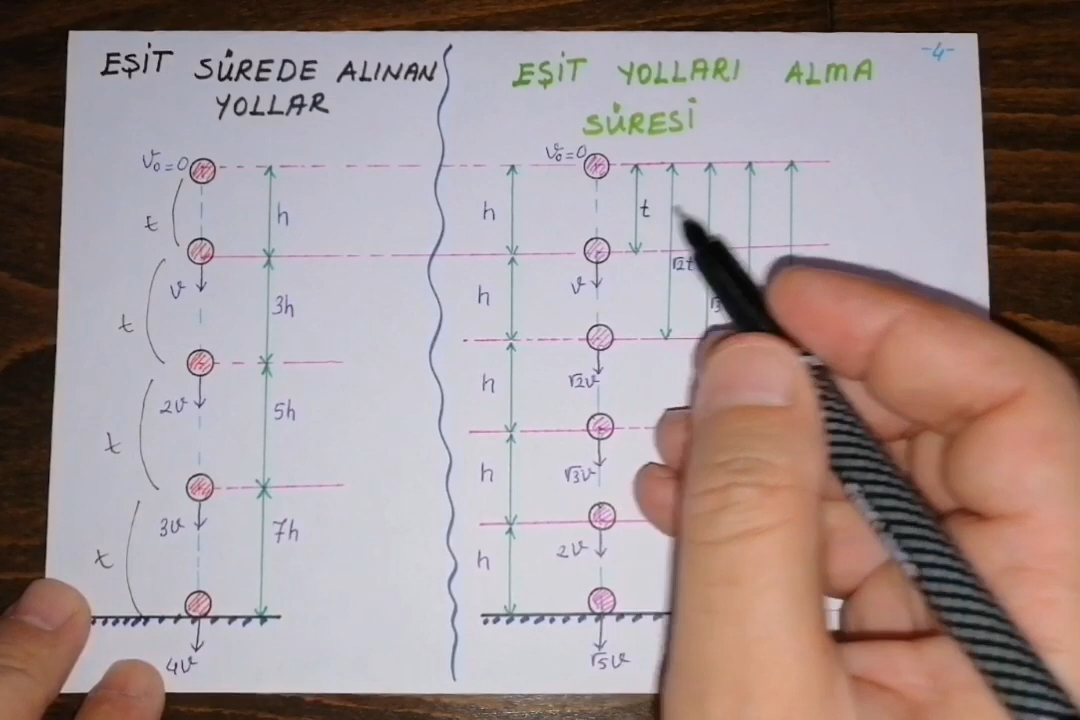 -4-
EŞİT SÜREDE ALINAN
YOLLAR
EŞİT YOLLARI ALMA
SÜRESİ
v₀=0
t
h
v
t
3h
2v
t
5h
3v
t
7h
4v
v₀=0
h
t
v
h
√2t
√2v
h
√3v
h
2v
h
√5v